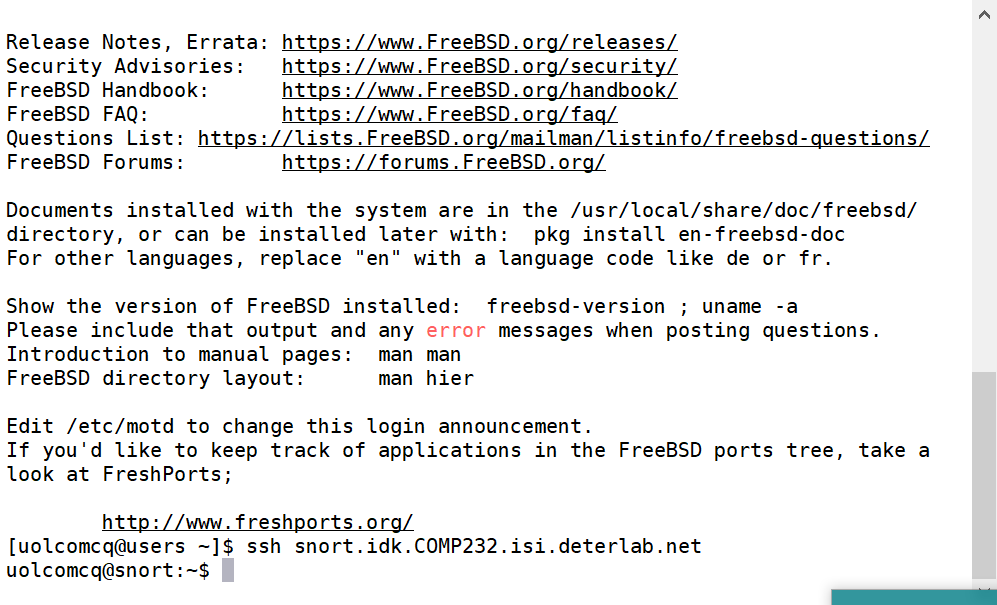 Release Notes, Errata: https://www.FreeBSD.org/releases/
Security Advisories:   https://www.FreeBSD.org/security/
FreeBSD Handbook:      https://www.FreeBSD.org/handbook/
FreeBSD FAQ:           https://www.FreeBSD.org/faq/
Questions List: https://lists.FreeBSD.org/mailman/listinfo/freebsd-questions/
FreeBSD Forums:        https://forums.FreeBSD.org/
Documents installed with the system are in the /usr/local/share/doc/freebsd/
directory, or can be installed later with:  pkg install en-freebsd-doc
For other languages, replace "en" with a language code like de or fr.
Show the version of FreeBSD installed:  freebsd-version ; uname -a
Please include that output and any error messages when posting questions.
Introduction to manual pages:  man man
FreeBSD directory layout:      man hier
Edit /etc/motd to change this login announcement.
If you'd like to keep track of applications in the FreeBSD ports tree, take a
look at FreshPorts;
http://www.freshports.org/
[uolcomcq@users ~]$ ssh snort.idk.COMP232.isi.deterlab.net
uolcomcq@snort:~$